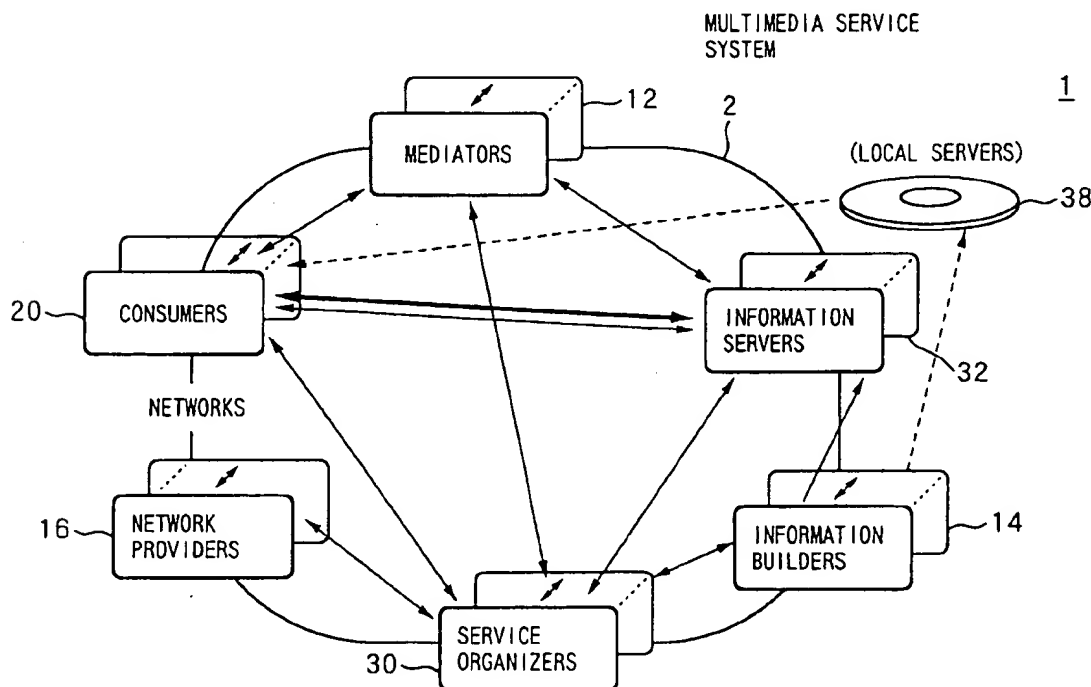 MULTIMEDIA SERVICE
SYSTEM
1
12
2
MEDIATORS
(LOCAL SERVERS)
38
20
CONSUMERS
INFORMATION
SERVERS
32
NETWORKS
16
NETWORK
PROVIDERS
INFORMATION
BUILDERS
14
SERVICE
ORGANIZERS
30